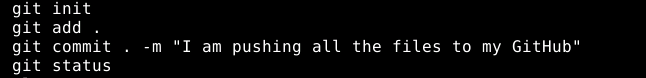 git init
git add .
git commit . -m "I am pushing all the files to my GitHub"
git status